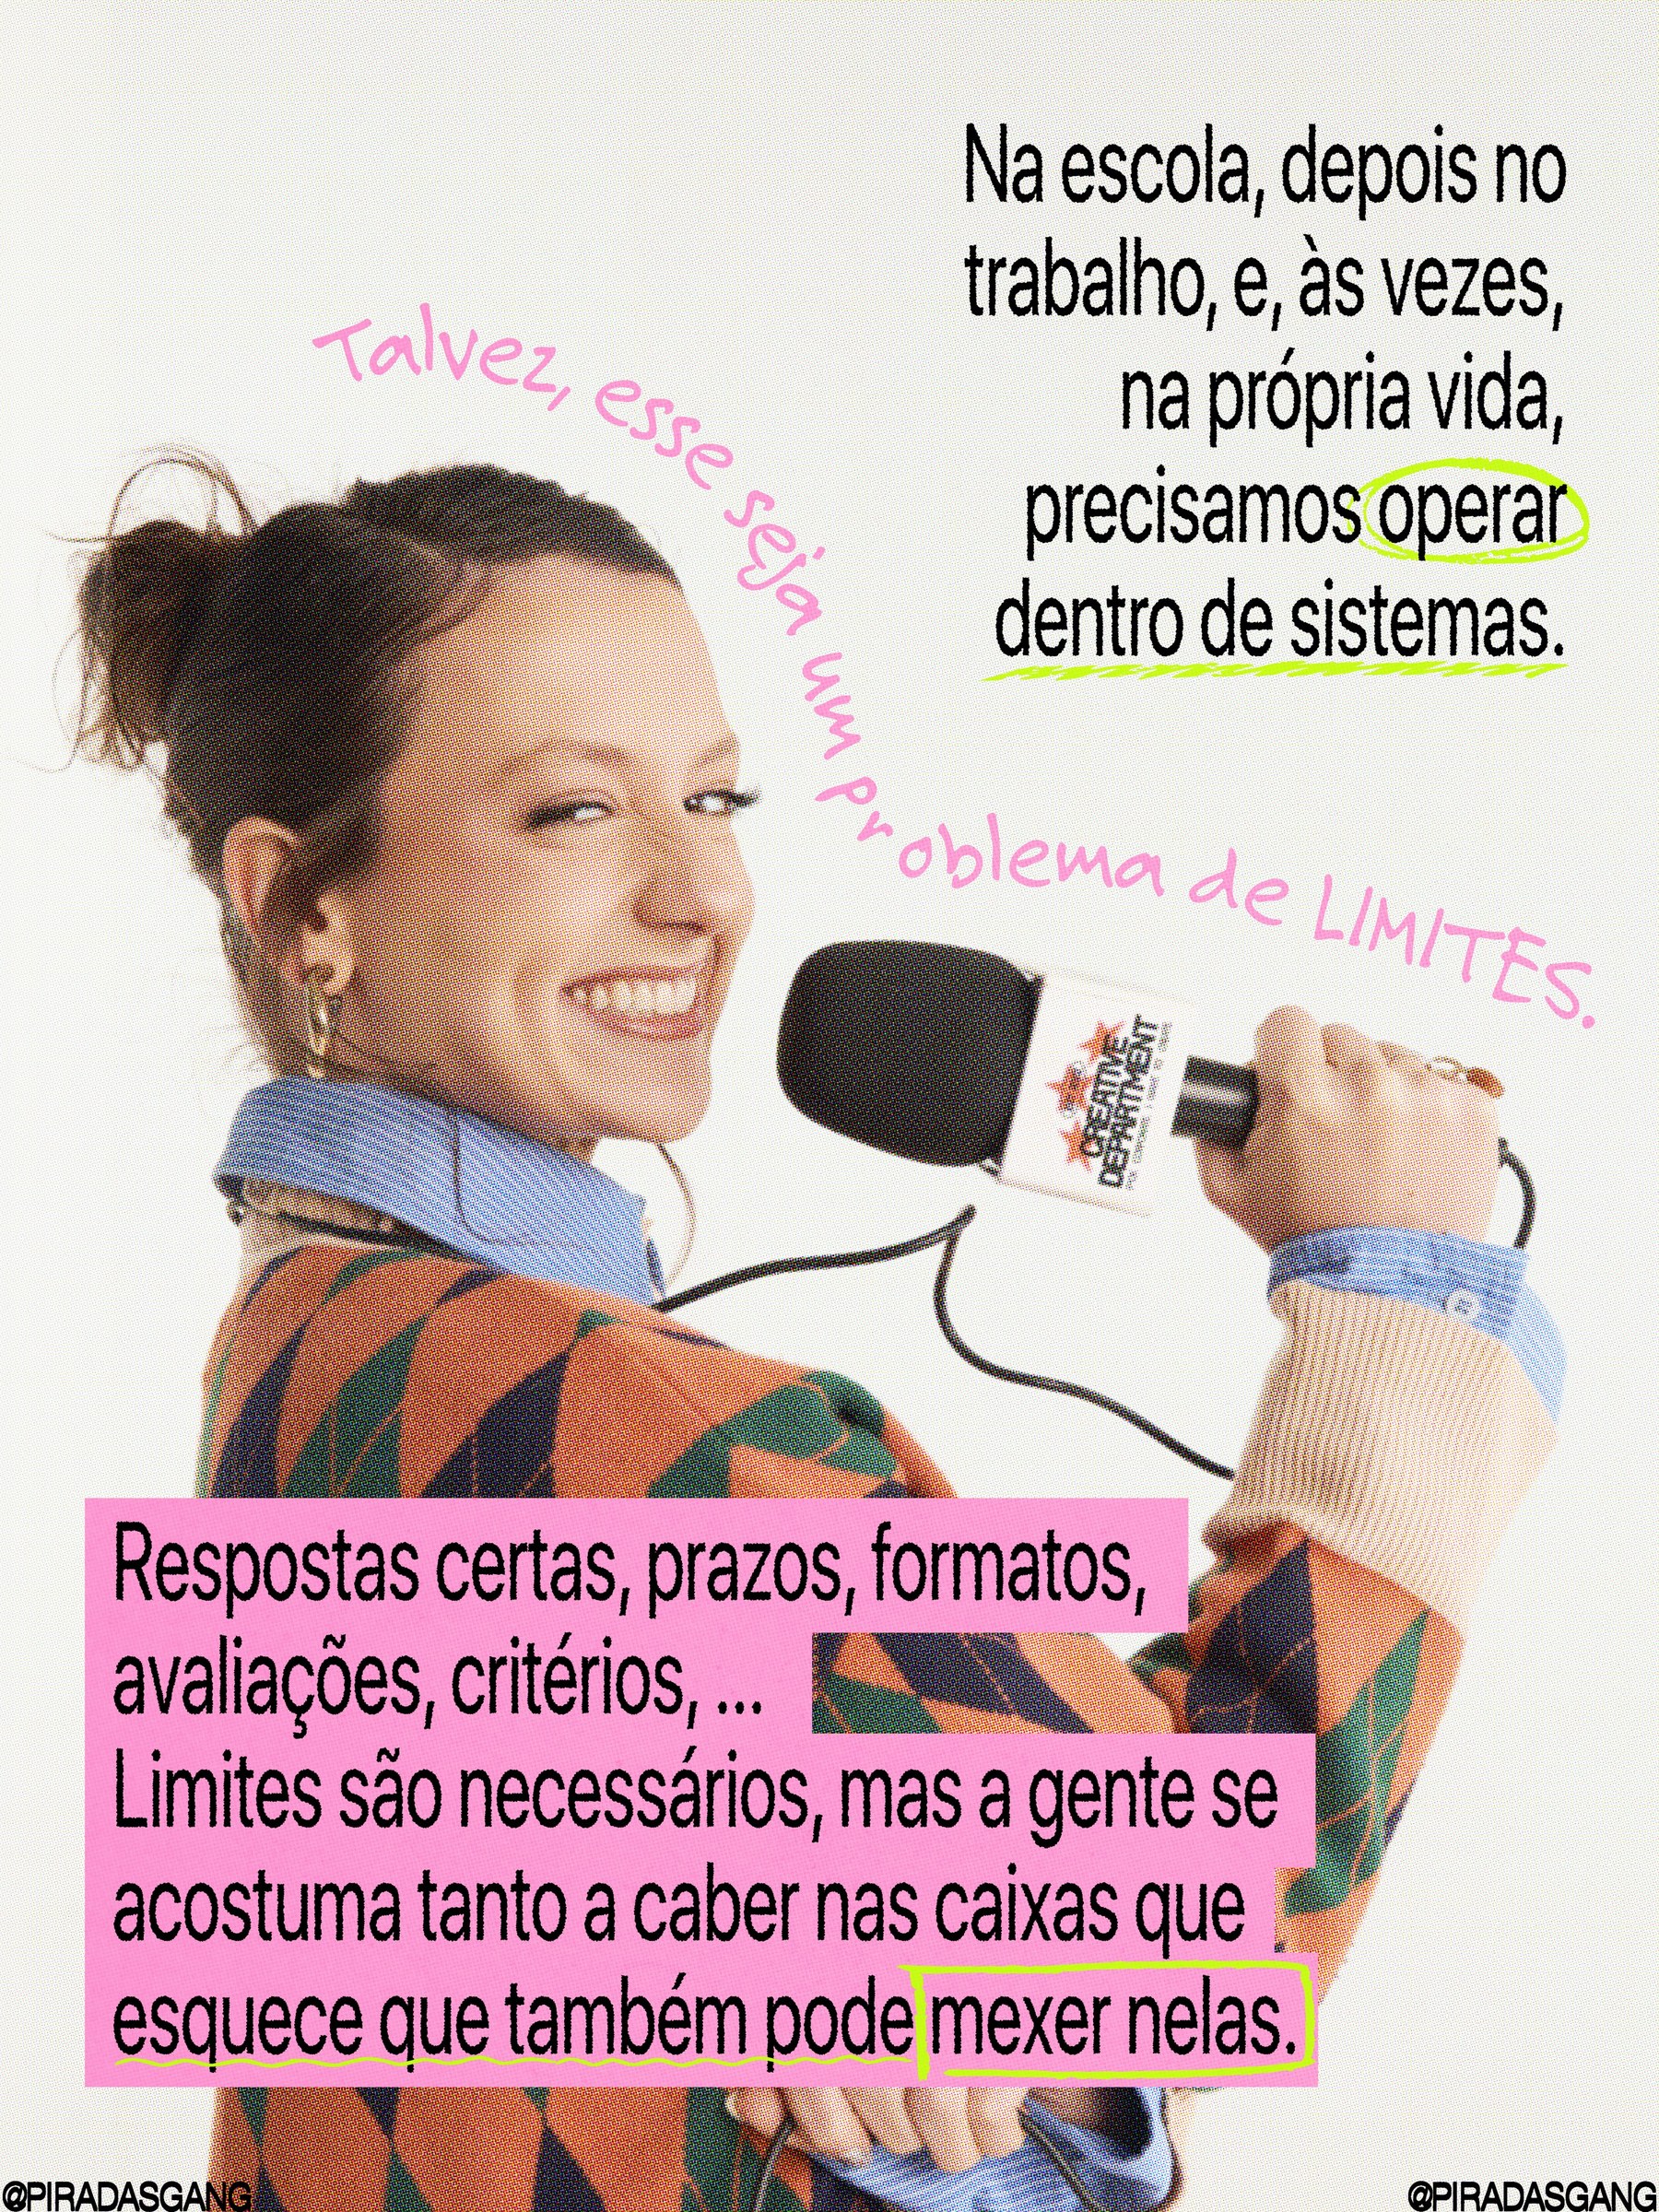 Na escola, depois no
trabalho, e, às vezes,
na própria vida,
precisamos operar
dentro de sistemas.
Talvez, esse seja um problema de LIMITES.
CREATIVE
DEPARTMENT
Respostas certas, prazos, formatos,
avaliações, critérios, ...
Limites são necessários, mas a gente se
acostuma tanto a caber nas caixas que
esquece que também pode mexer nelas.
@PIRADASGANG
@PIRADASGANG